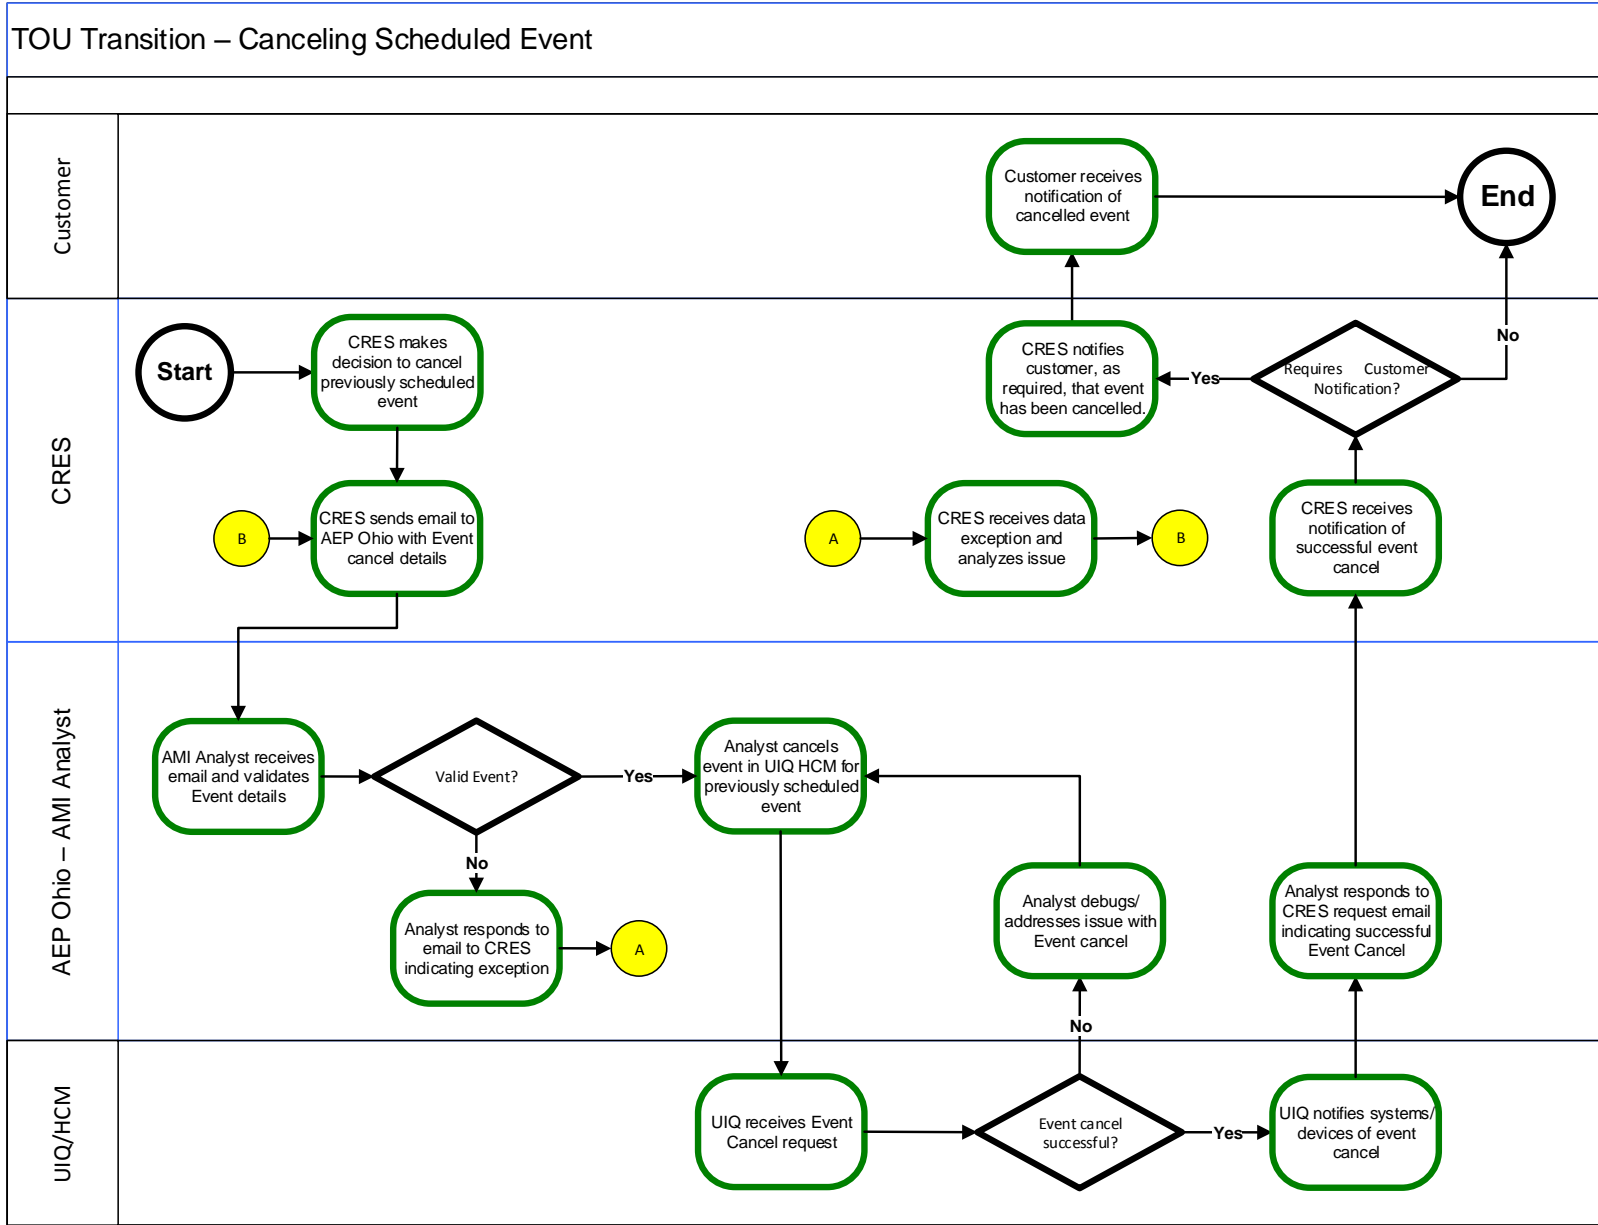 TOU Transition – Canceling Scheduled Event
Customer
Customer receives
notification of
cancelled event
End
CRES
Start
CRES makes
decision to cancel
previously scheduled
event
CRES notifies
customer, as
required, that event
has been cancelled.
Yes
Requires Customer
Notification?
No
B
CRES sends email to
AEP Ohio with Event
cancel details
A
CRES receives data
exception and
analyzes issue
B
CRES receives
notification of
successful event
cancel
AEP Ohio – AMI Analyst
AMI Analyst receives
email and validates
Event details
Valid Event?
Yes
Analyst cancels
event in UIQ HCM for
previously scheduled
event
No
Analyst responds to
email to CRES
indicating exception
A
Analyst debugs/
addresses issue with
Event cancel
Analyst responds to
CRES request email
indicating successful
Event Cancel
No
UIQ/HCM
UIQ receives Event
Cancel request
Event cancel
successful?
Yes
UIQ notifies systems/
devices of event
cancel